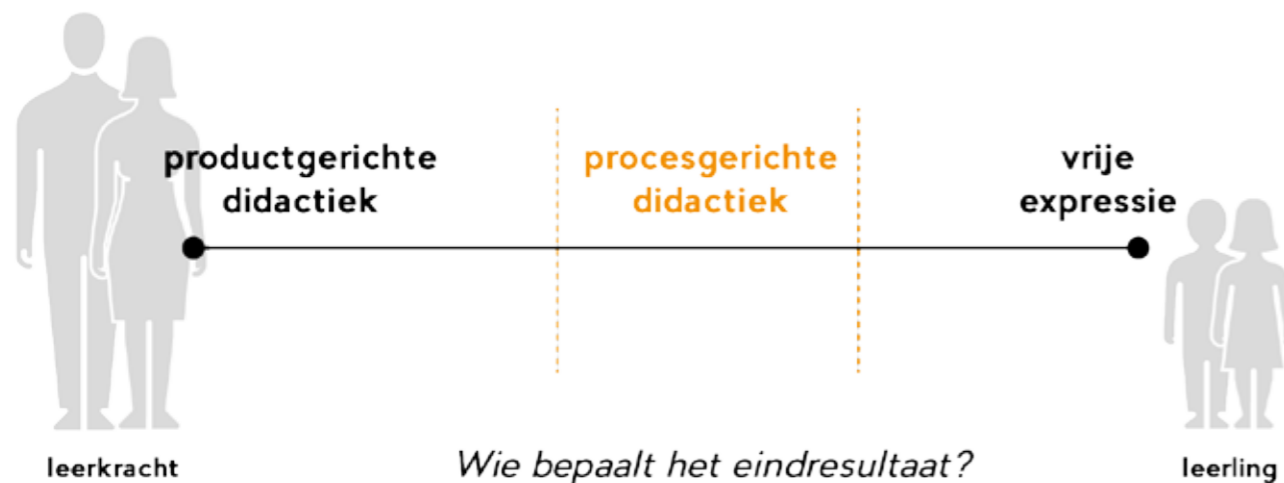 productgerichte
didactiek
procesgerichte
didactiek
vrije
expressie
leerkracht
Wie bepaalt het eindresultaat?
leerling